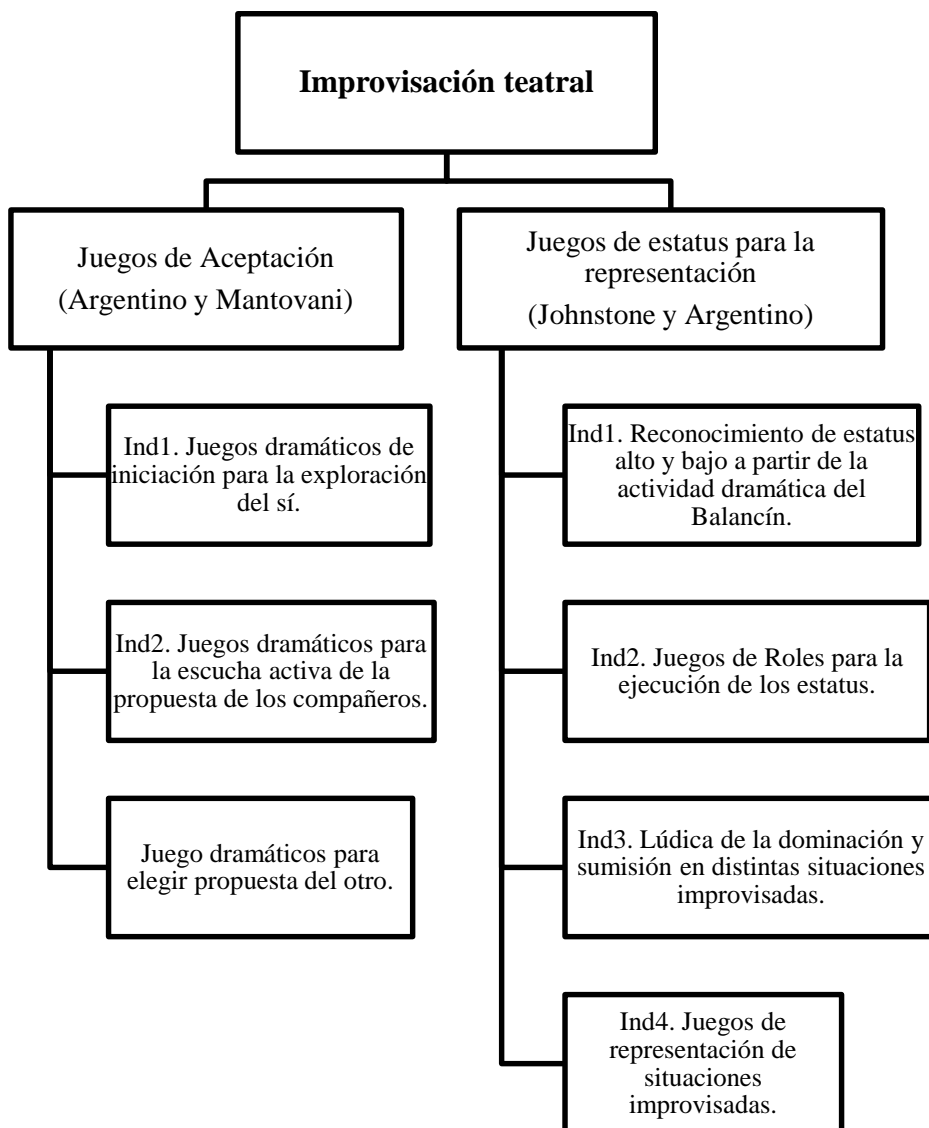 Improvisación teatral
Juegos de Aceptación
(Argentino y Mantovani)
Ind1. Juegos dramáticos de
iniciación para la exploración
del sí.
Ind2. Juegos dramáticos para
la escucha activa de la
propuesta de los compañeros.
Juego dramáticos para
elegir propuesta del otro.
Juegos de estatus para la
representación
(Johnstone y Argentino)
Ind1. Reconocimiento de estatus
alto y bajo a partir de la
actividad dramática del
Balancín.
Ind2. Juegos de Roles para la
ejecución de los estatus.
Ind3. Lúdica de la dominación y
sumisión en distintas situaciones
improvisadas.
Ind4. Juegos de
representación de
situaciones
improvisadas.